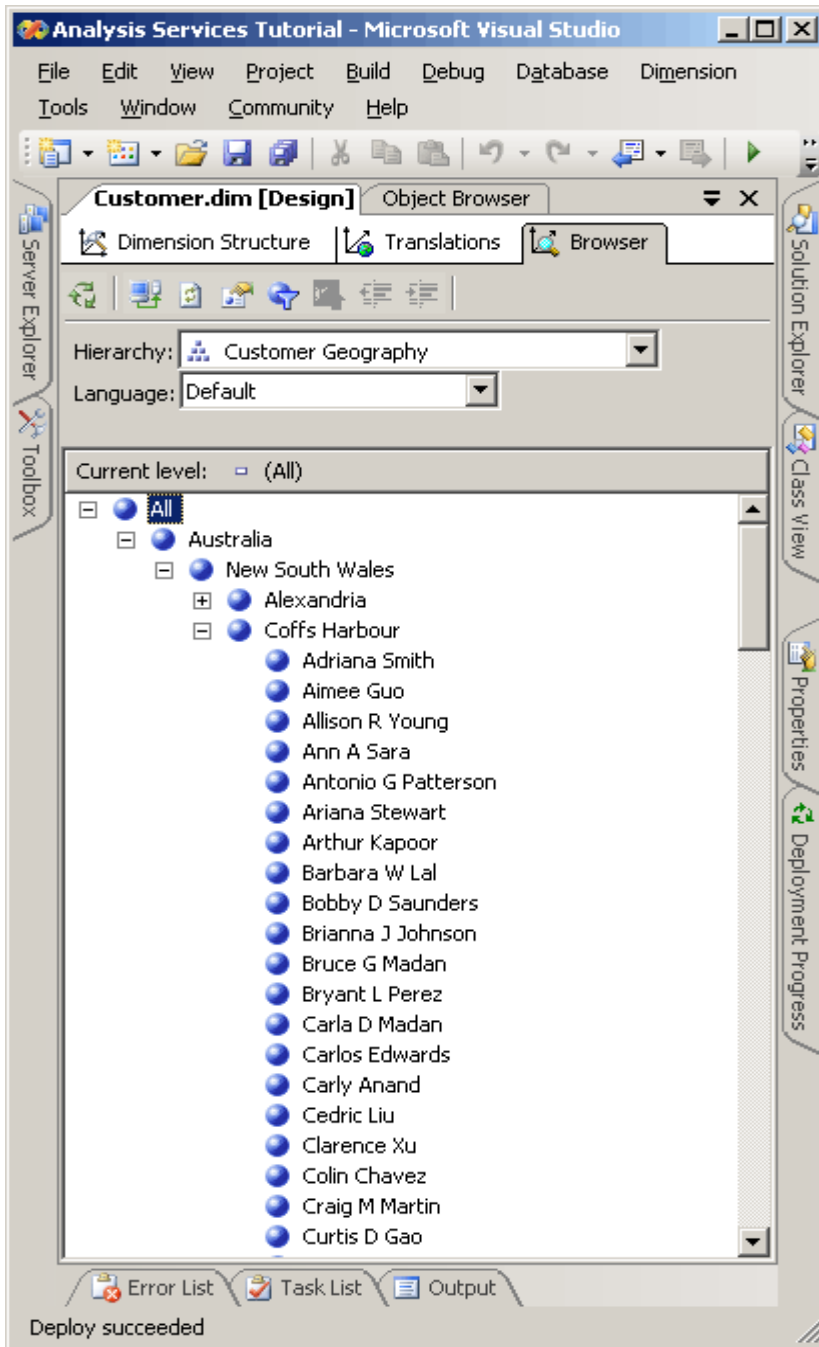 Analysis Services Tutorial - Microsoft Visual Studio
File Edit View Project Build Debug Database Dimension
Tools Window Community Help
Customer.dim [Design] Object Browser
Dimension Structure Translations Browser
Hierarchy: Customer Geography
Language: Default
Current level: (All)
All
Australia
New South Wales
Alexandria
Coffs Harbour
Adriana Smith
Aimee Guo
Allison R Young
Ann A Sara
Antonio G Patterson
Ariana Stewart
Arthur Kapoor
Barbara W Lal
Bobby D Saunders
Brianna J Johnson
Bruce G Madan
Bryant L Perez
Carla D Madan
Carlos Edwards
Carly Anand
Cedric Liu
Clarence Xu
Colin Chavez
Craig M Martin
Curtis D Gao
Server Explorer
Toolbox
Solution Explorer
Class View
Properties
Deployment Progress
Error List Task List Output
Deploy succeeded